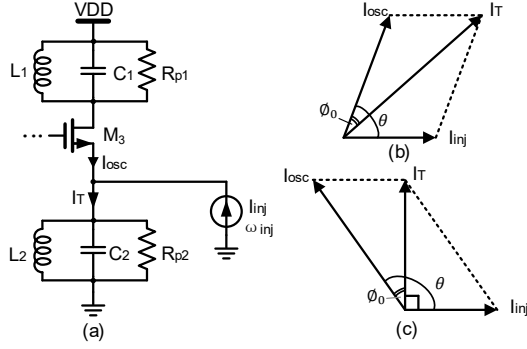 VDD
L1
C1
Rp1
M3
Iosc
IT
Iinj
ωinj
L2
C2
Rp2
(a)
Iosc
IT
Ø0
θ
Iinj
(b)
Iosc
IT
Ø0
θ
Iinj
(c)